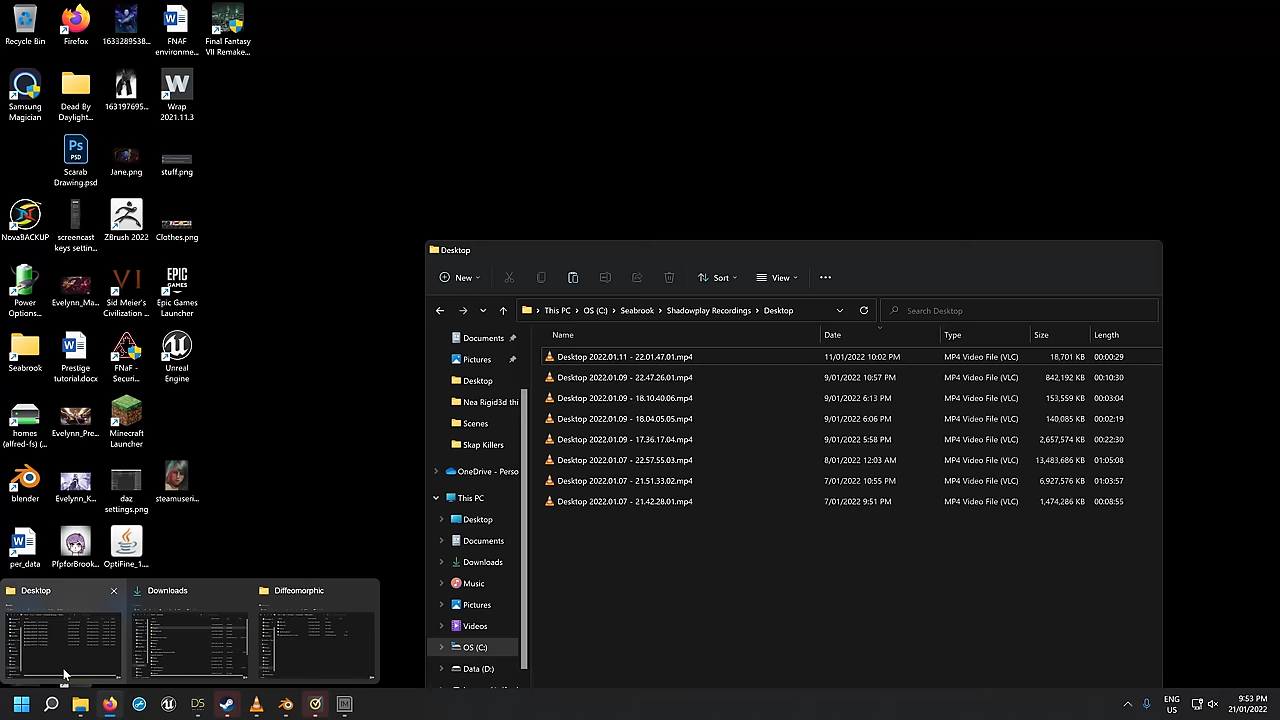 Recycle Bin
Firefox
1633289538...
FNAF
environme...
Final Fantasy
VII Remake...
Samsung
Magician
Dead By
Daylight...
163197695...
Wrap
2021.11.3
Scarab
Drawing.psd
Jane.png
stuff.png
NovaBACKUP
screencast
keys settin...
ZBrush 2022
Clothes.png
Power
Options...
Evelynn_Ma...
Sid Meier's
Civilization ...
Epic Games
Launcher
Seabrook
Prestige
tutorial.docx
FNaF -
Securi...
Unreal
Engine
homes
(alfred-fs) (...
Evelynn_Pre...
Minecraft
Launcher
blender
Evelynn_K...
daz
settings.png
steamuseri...
per_data
PfpforBrook...
OptiFine_1...
Desktop
New
Sort
View
This PC
OS (C:)
Seabrook
Shadowplay Recordings
Desktop
Search Desktop
Documents
Pictures
Desktop
Nea Rigid3d thi
Scenes
Skap Killers
OneDrive - Perso
This PC
Desktop
Documents
Downloads
Music
Pictures
Videos
OS (C:)
Data (D:)
Name Date Type Size Length
Desktop 2022.01.11 - 22.01.47.01.mp4 11/01/2022 10:02 PM MP4 Video File (VLC) 18,701 KB 00:00:29
Desktop 2022.01.09 - 22.47.26.01.mp4 9/01/2022 10:57 PM MP4 Video File (VLC) 842,192 KB 00:10:30
Desktop 2022.01.09 - 18.10.40.06.mp4 9/01/2022 6:13 PM MP4 Video File (VLC) 153,559 KB 00:03:04
Desktop 2022.01.09 - 18.04.05.05.mp4 9/01/2022 6:06 PM MP4 Video File (VLC) 140,085 KB 00:02:19
Desktop 2022.01.09 - 17.36.17.04.mp4 9/01/2022 5:58 PM MP4 Video File (VLC) 2,657,574 KB 00:22:30
Desktop 2022.01.07 - 22.57.55.03.mp4 8/01/2022 12:03 AM MP4 Video File (VLC) 13,483,686 KB 01:05:08
Desktop 2022.01.07 - 21.51.33.02.mp4 7/01/2022 10:55 PM MP4 Video File (VLC) 6,927,576 KB 01:03:57
Desktop 2022.01.07 - 21.42.28.01.mp4 7/01/2022 9:51 PM MP4 Video File (VLC) 1,474,286 KB 00:08:55
Desktop
Downloads
Diffeomorphic
DS
IM
ENG
US
9:53 PM
21/01/2022